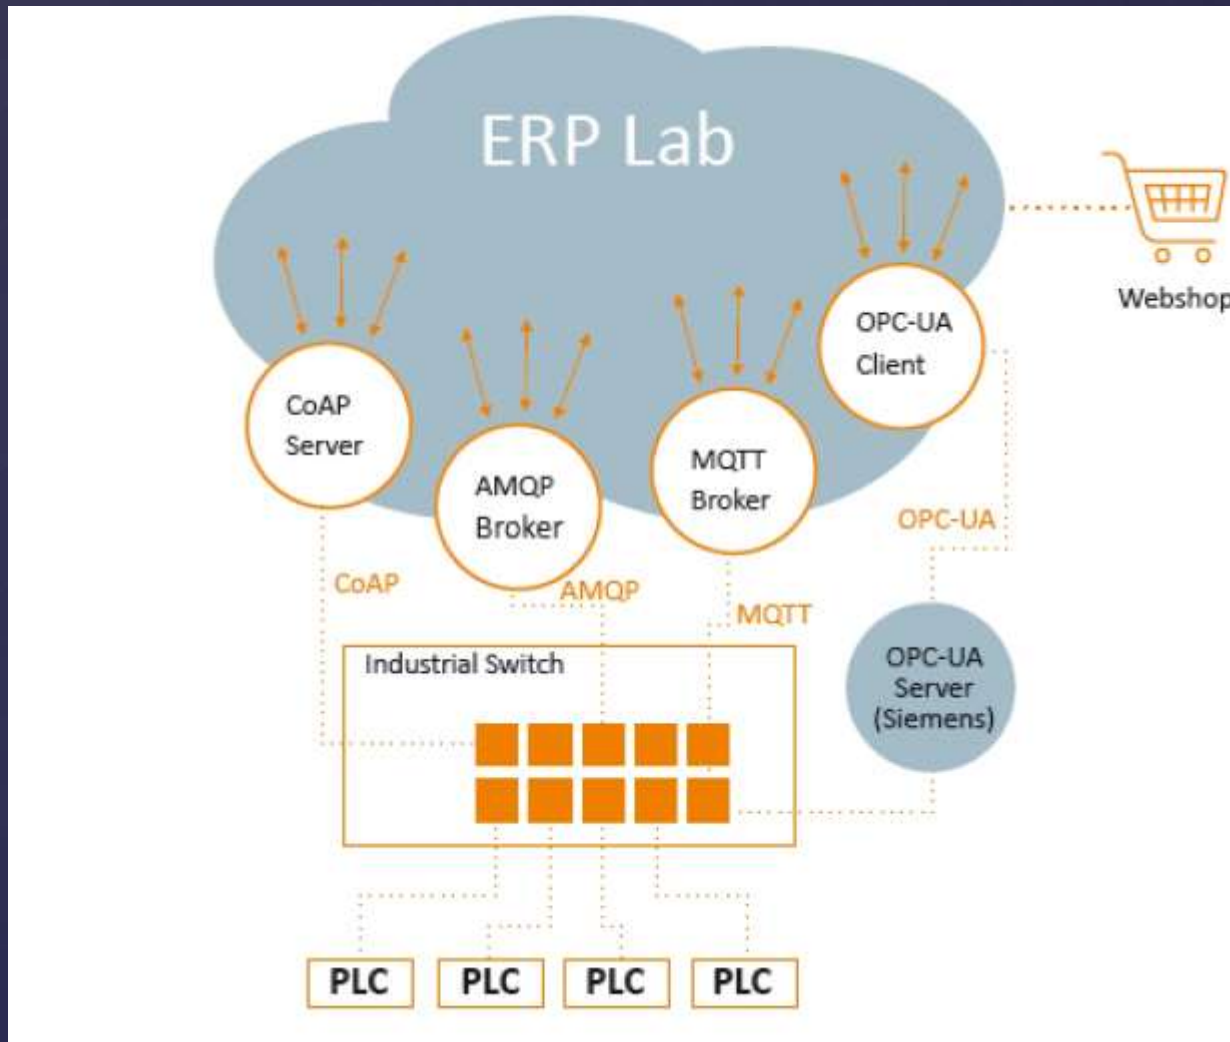 ERP Lab
Webshop
OPC-UA
Client
CoAP
Server
MQTT
Broker
AMQP
Broker
OPC-UA
CoAP
AMQP
MQTT
Industrial Switch
OPC-UA
Server
(Siemens)
PLC
PLC
PLC
PLC